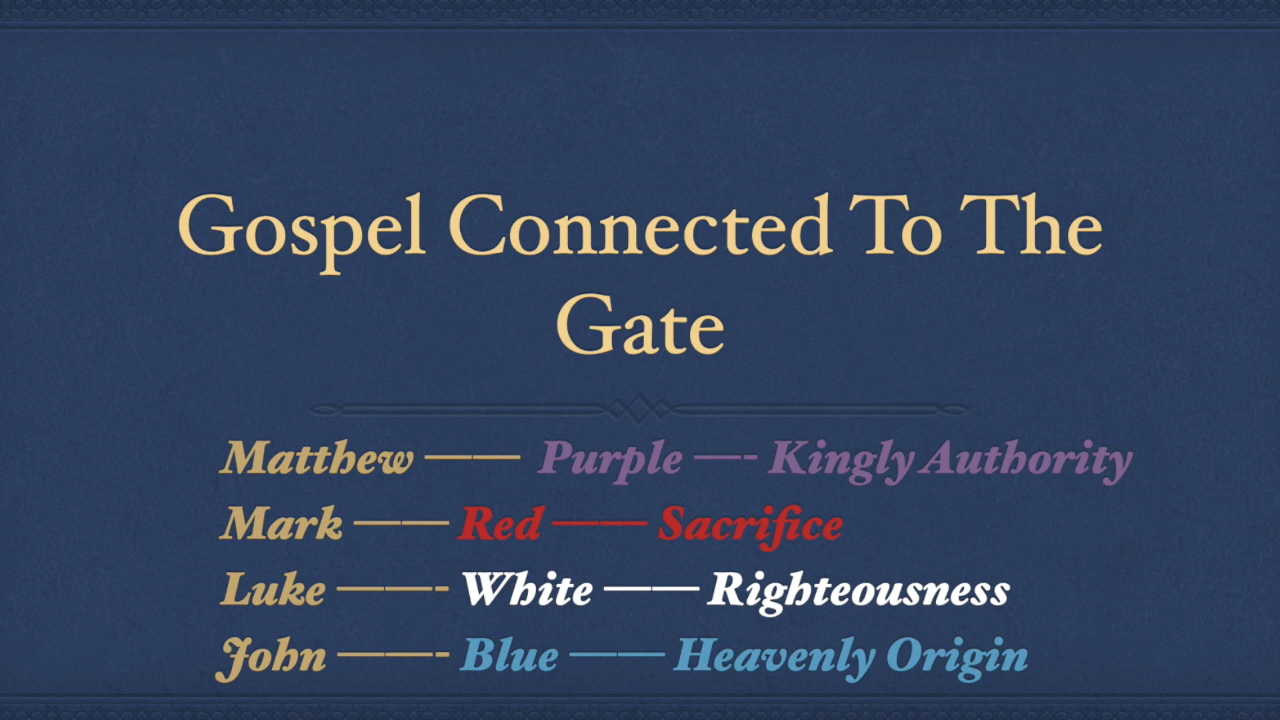 Gospel Connected To The
Gate
Matthew —— Purple —- Kingly Authority
Mark —— Red —— Sacrifice
Luke ——- White —— Righteousness
John ——- Blue —— Heavenly Origin